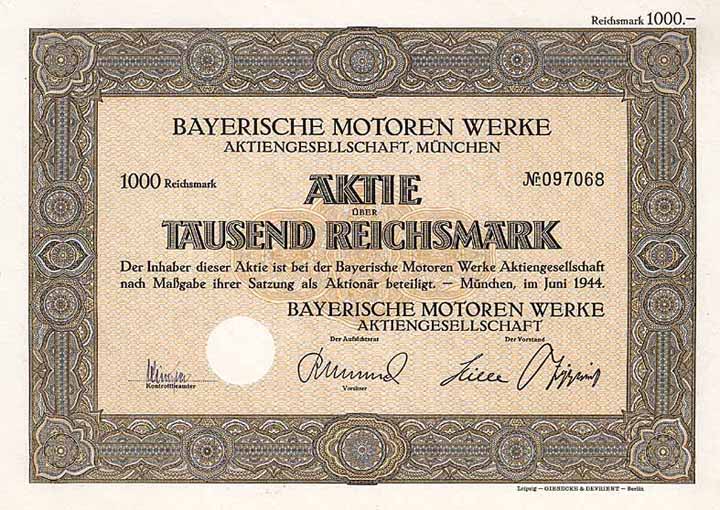 Reichsmark 1000.–
BAYERISCHE MOTOREN WERKE
AKTIENGESELLSCHAFT, MÜNCHEN
1000 Reichsmark
AKTIE
№ 097068
ÜBER
TAUSEND REICHSMARK
Der Inhaber dieser Aktie ist bei der Bayerische Motoren Werke Aktiengesellschaft
nach Maßgabe ihrer Satzung als Aktionär beteiligt. — München, im Juni 1944.
BAYERISCHE MOTOREN WERKE
AKTIENGESELLSCHAFT
Der Aufsichtsrat
Der Vorstand
Kontrollbeamter
Vorsitzer
Leipzig — GIESECKE & DEVRIENT — Berlin